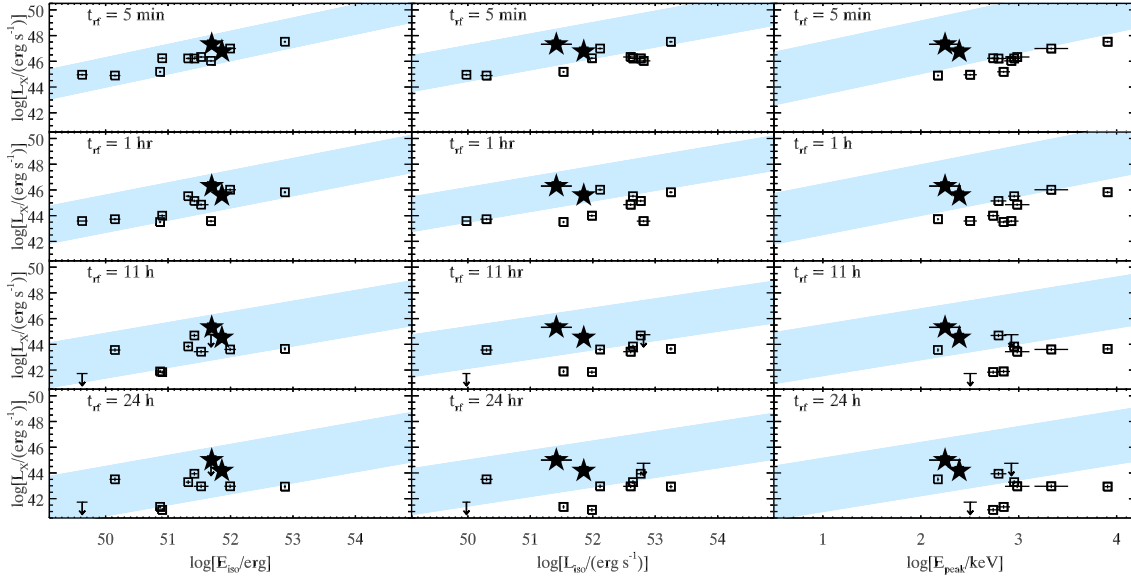 t_rf = 5 min
t_rf = 5 min
t_rf = 5 min
50
48
46
44
42
log[L_X/(erg s⁻¹)]
t_rf = 1 hr
t_rf = 1 hr
t_rf = 1 h
50
48
46
44
42
log[L_X/(erg s⁻¹)]
t_rf = 11 h
t_rf = 11 hr
t_rf = 11 h
50
48
46
44
42
log[L_X/(erg s⁻¹)]
t_rf = 24 h
t_rf = 24 hr
t_rf = 24 h
50
48
46
44
42
log[L_X/(erg s⁻¹)]
50 51 52 53 54
50 51 52 53 54
1 2 3 4
log[E_iso/erg]
log[L_iso/(erg s⁻¹)]
log[E_peak/keV]